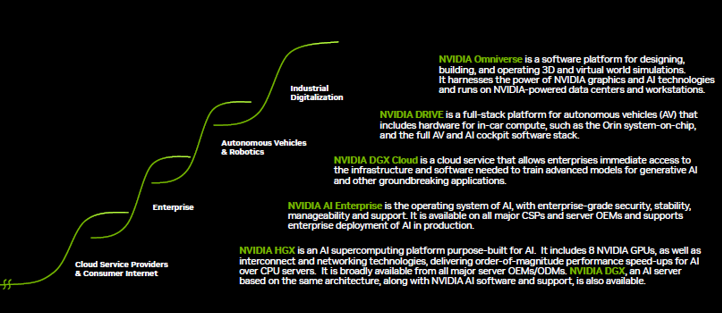 NVIDIA Omniverse is a software platform for designing,
building, and operating 3D and virtual world simulations.
It harnesses the power of NVIDIA graphics and AI technologies
and runs on NVIDIA-powered data centers and workstations.
Industrial
Digitalization
NVIDIA DRIVE is a full-stack platform for autonomous vehicles (AV) that
includes hardware for in-car compute, such as the Orin system-on-chip,
and the full AV and AI cockpit software stack.
Autonomous Vehicles
& Robotics
NVIDIA DGX Cloud is a cloud service that allows enterprises immediate access to
the infrastructure and software needed to train advanced models for generative AI
and other groundbreaking applications.
Enterprise
NVIDIA AI Enterprise is the operating system of AI, with enterprise-grade security, stability,
manageability and support. It is available on all major CSPs and server OEMs and supports
enterprise deployment of AI in production.
Cloud Service Providers
& Consumer Internet
NVIDIA HGX is an AI supercomputing platform purpose-built for AI. It includes 8 NVIDIA GPUs, as well as
interconnect and networking technologies, delivering order-of-magnitude performance speed-ups for AI
over CPU servers. It is broadly available from all major server OEMs/ODMs. NVIDIA DGX, an AI server
based on the same architecture, along with NVIDIA AI software and support, is also available.